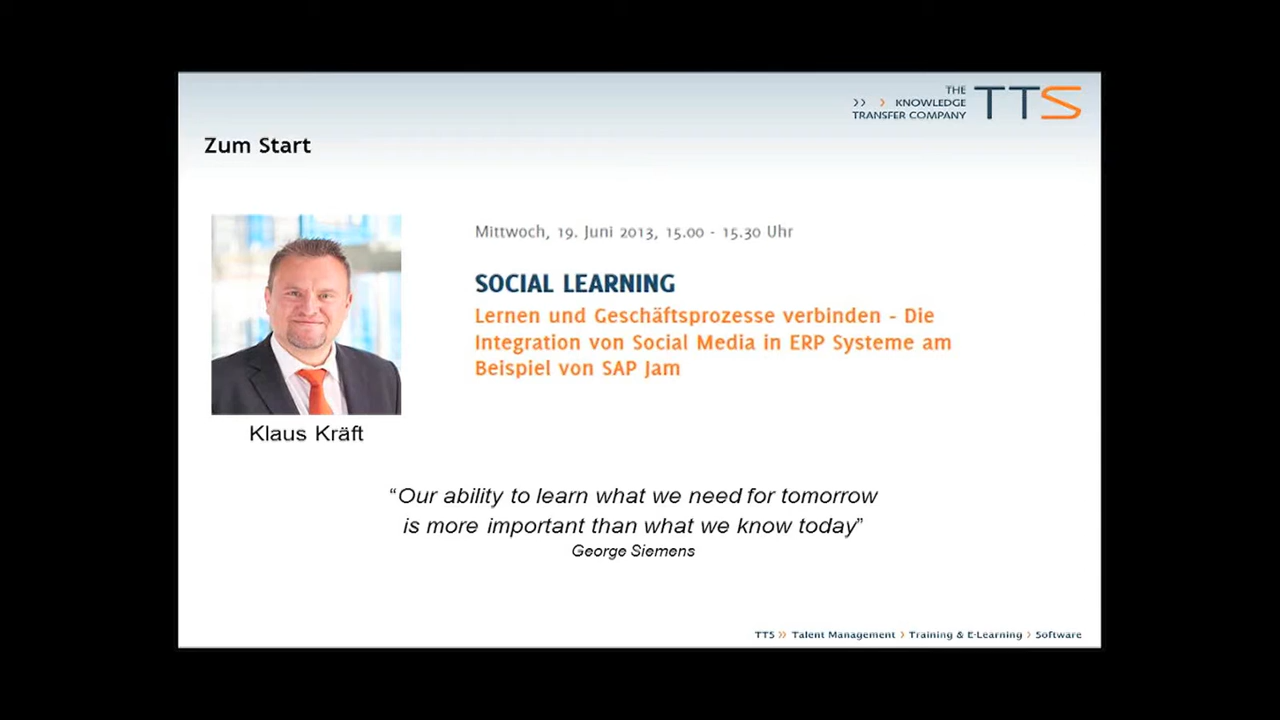 THE
>> > KNOWLEDGE
TRANSFER COMPANY
TTS
Zum Start
Mittwoch, 19. Juni 2013, 15.00 - 15.30 Uhr
SOCIAL LEARNING
Lernen und Geschäftsprozesse verbinden - Die
Integration von Social Media in ERP Systeme am
Beispiel von SAP Jam
Klaus Kräft
“Our ability to learn what we need for tomorrow
is more important than what we know today”
George Siemens
TTS >> Talent Management > Training & E-Learning > Software